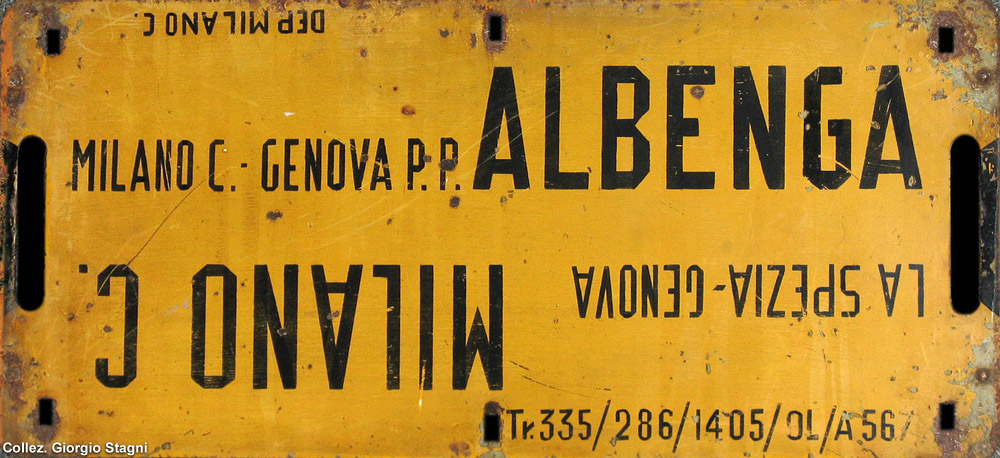 DEP MILANO C.
MILANO C. - GENOVA P.P. ALBENGA
LA SPEZIA - GENOVA MILANO C.
Tr. 335/286/1405/OL/A 567
Collez. Giorgio Stagni